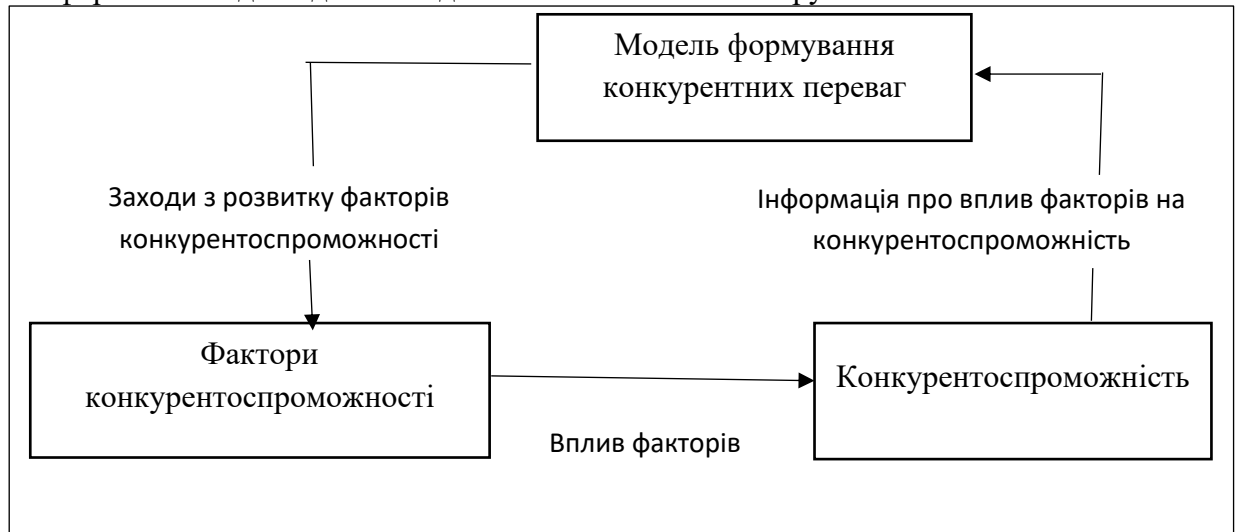 Модель формування
конкурентних переваг
Заходи з розвитку факторів
конкурентоспроможності
Інформація про вплив факторів на
конкурентоспроможність
Фактори
конкурентоспроможності
Конкурентоспроможність
Вплив факторів